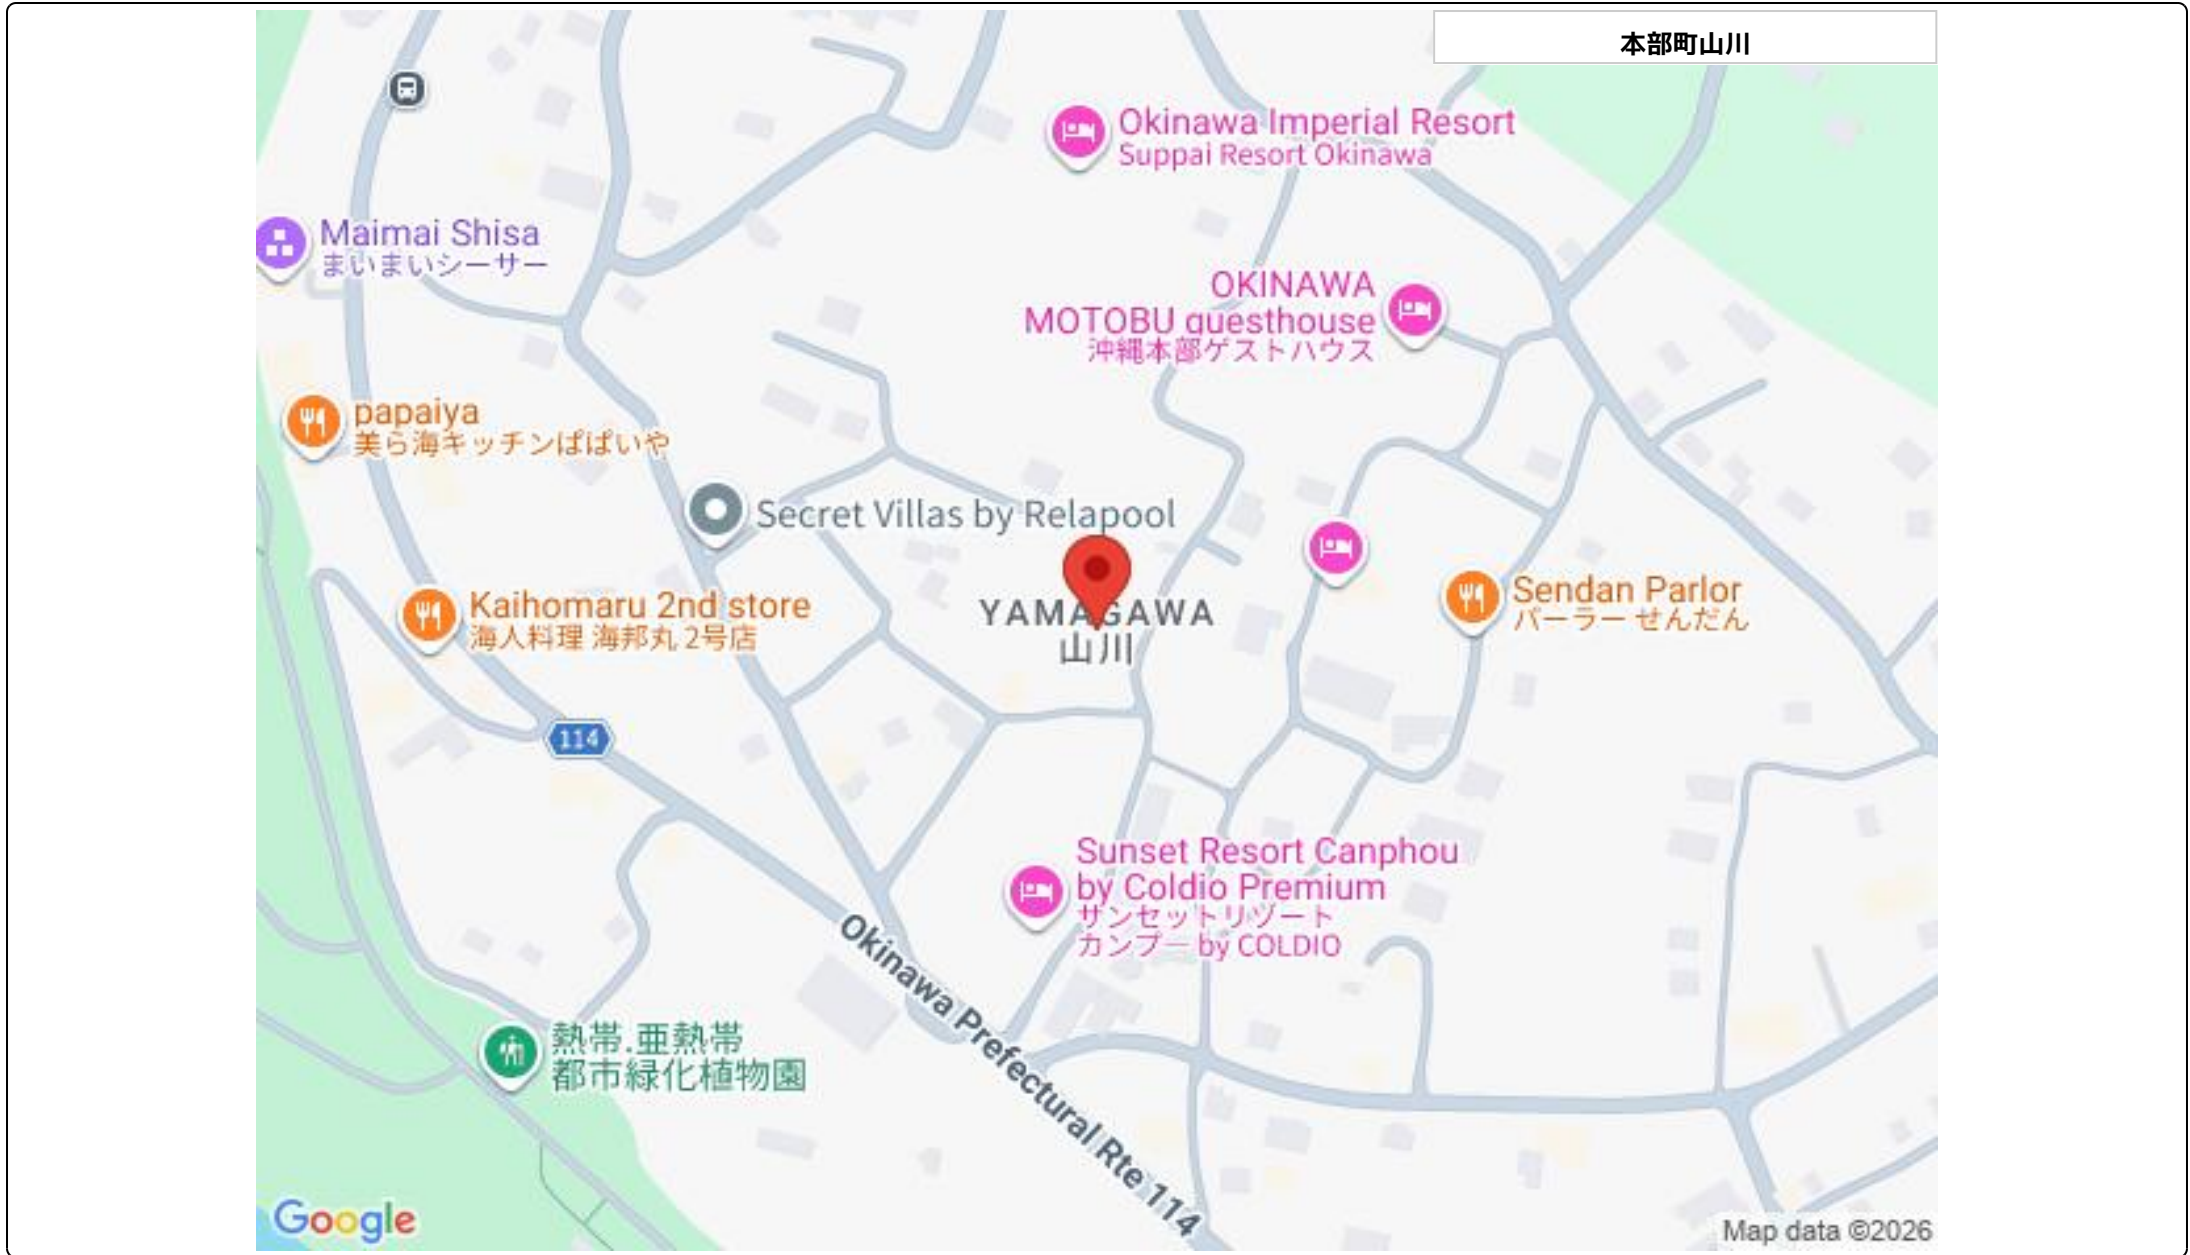 本部町山川
Okinawa Imperial Resort
Suppai Resort Okinawa
Maimai Shisa
まいまいシーサー
OKINAWA
MOTOBU guesthouse
沖縄本部ゲストハウス
papaiya
美ら海キッチンぱぱいや
Secret Villas by Relapool
Kaihomaru 2nd store
海人料理 海邦丸 2号店
YAMAGAWA
山川
Sendan Parlor
パーラー せんだん
114
Sunset Resort Canphou
by Coldio Premium
サンセットリゾート
カンプー by COLDIO
Okinawa Prefectural Rte 114
熱帯.亜熱帯
都市緑化植物園
Google
Map data ©2026